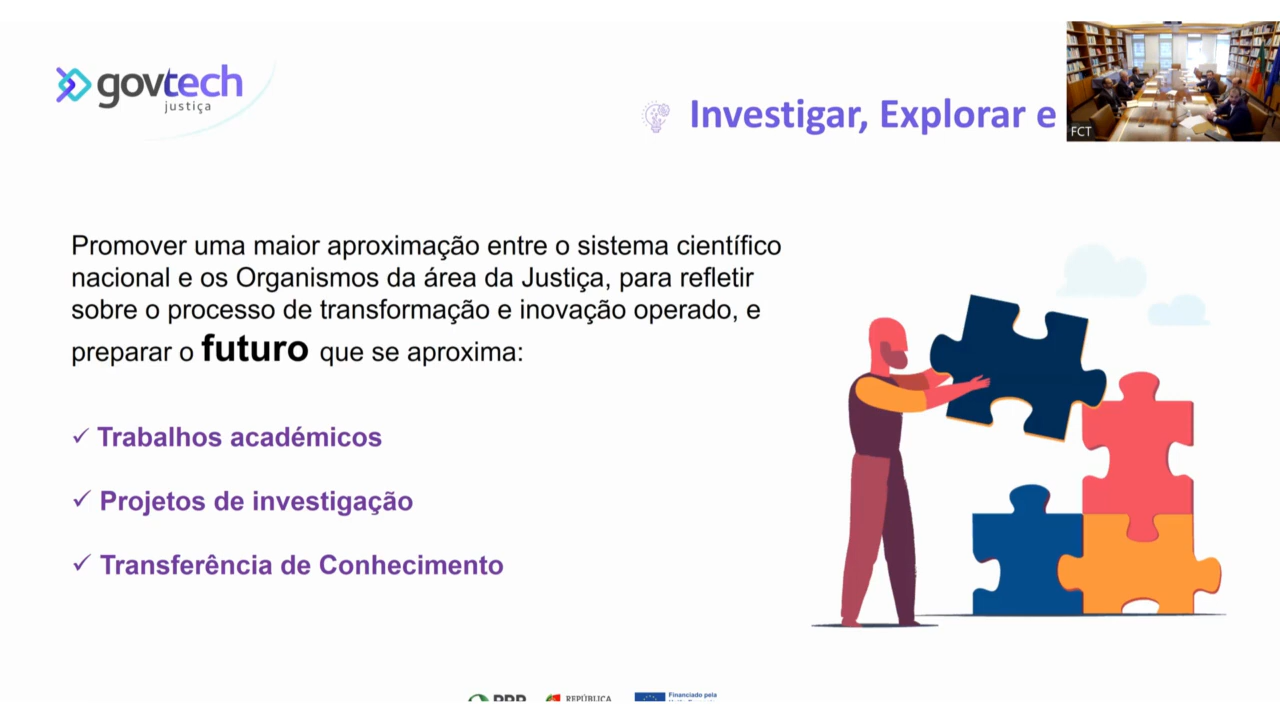 govtech
justiça
Investigar, Explorar e
FCT
Promover uma maior aproximação entre o sistema científico
nacional e os Organismos da área da Justiça, para refletir
sobre o processo de transformação e inovação operado, e
preparar o futuro que se aproxima:
✓ Trabalhos académicos
✓ Projetos de investigação
✓ Transferência de Conhecimento
PRR
REPÚBLICA
Financiado pela